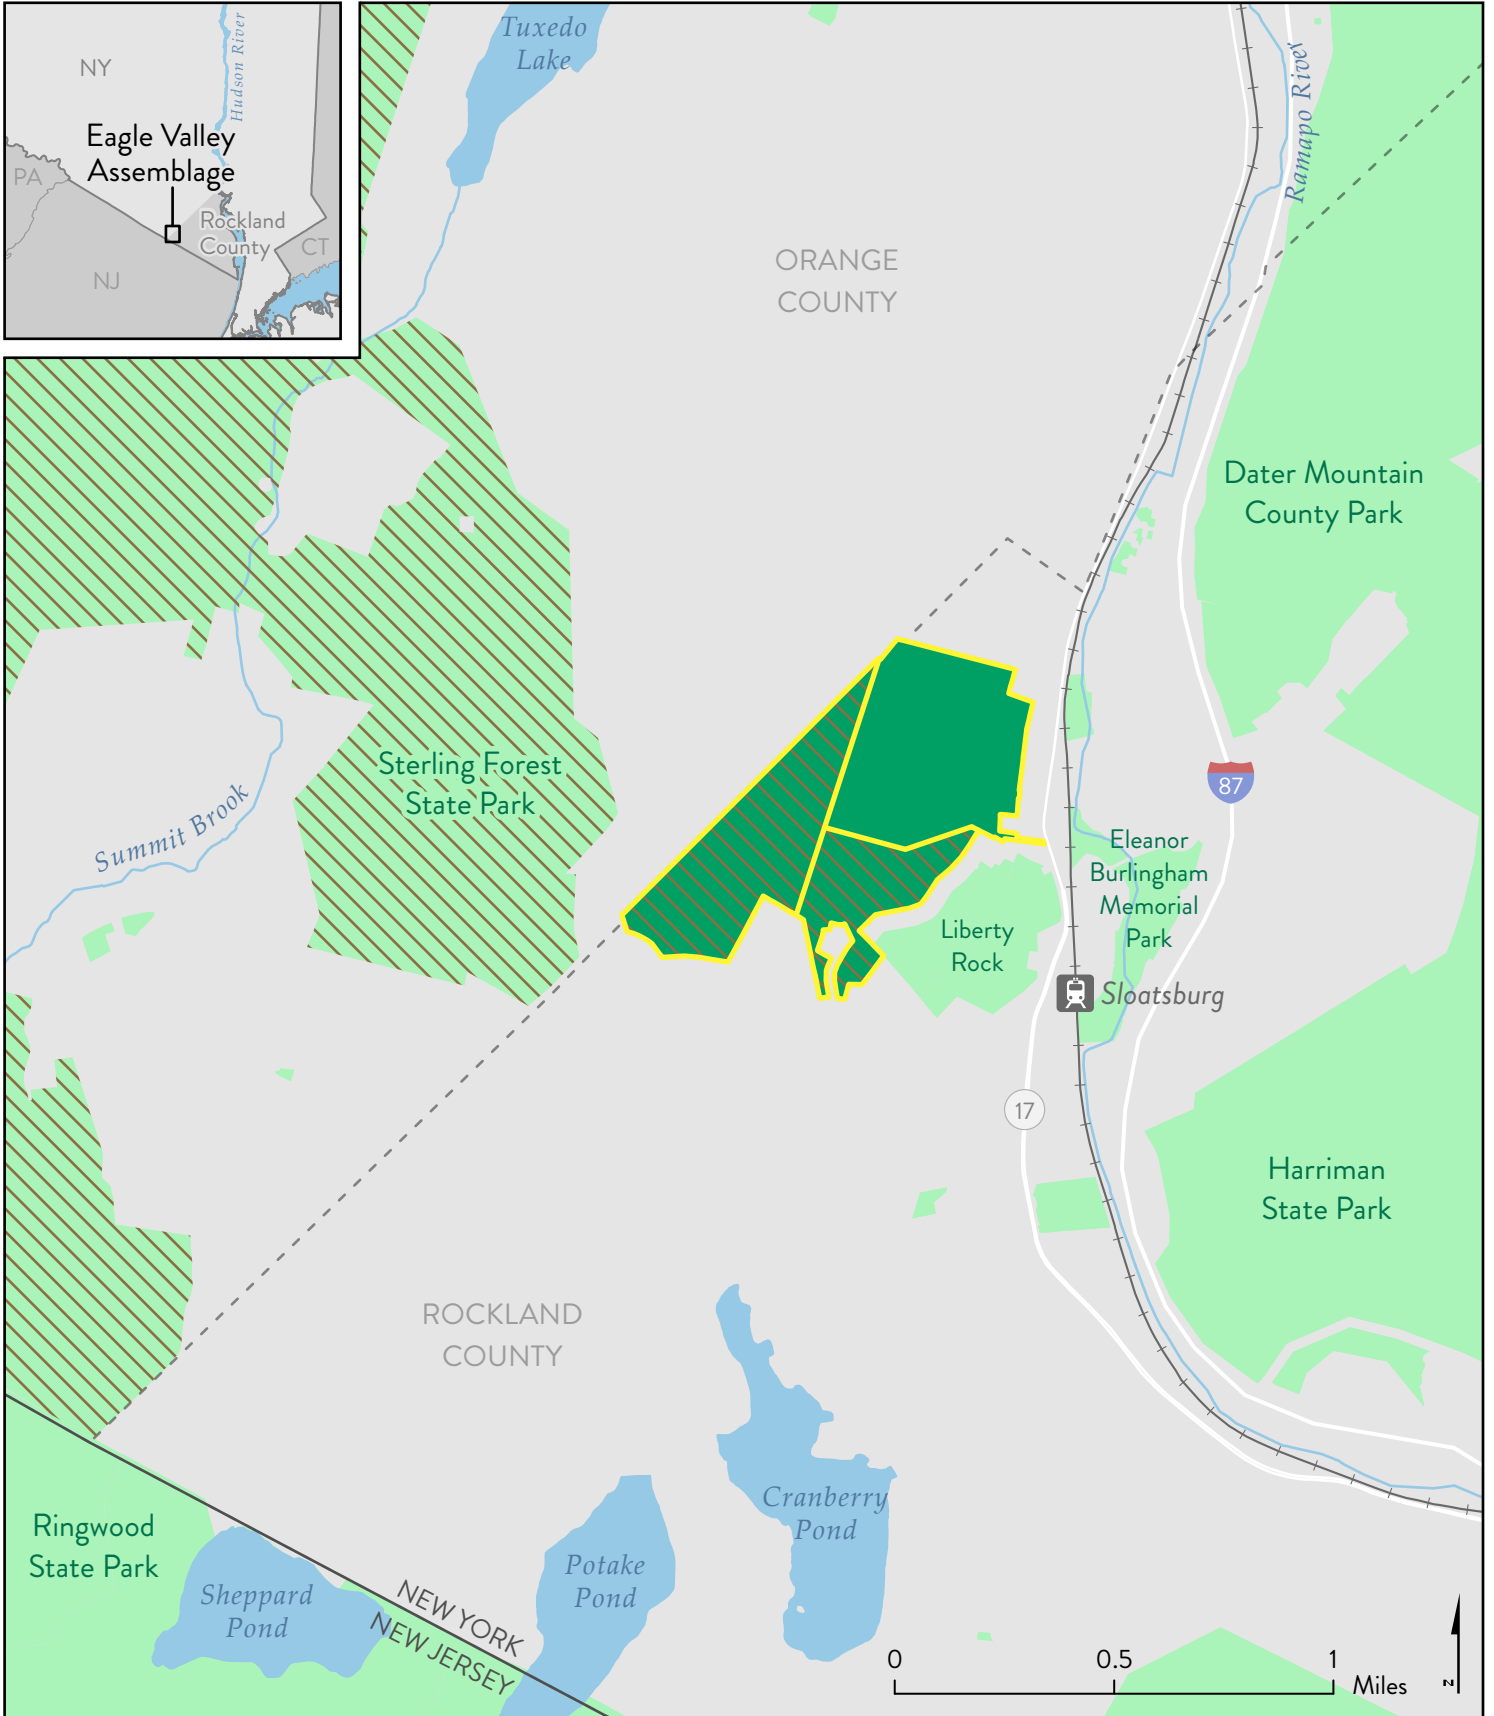 NY
Hudson River
Eagle Valley
Assemblage
PA
Rockland
County
CT
NJ
Tuxedo
Lake
Ramapo River
ORANGE
COUNTY
Dater Mountain
County Park
Sterling Forest
State Park
Summit Brook
87
Eleanor
Burlingham
Memorial
Park
Liberty
Rock
Sloatsburg
17
Harriman
State Park
ROCKLAND
COUNTY
Cranberry
Pond
Ringwood
State Park
Potake
Pond
Sheppard
Pond
NEW YORK
NEW JERSEY
0 0.5 1
Miles
N